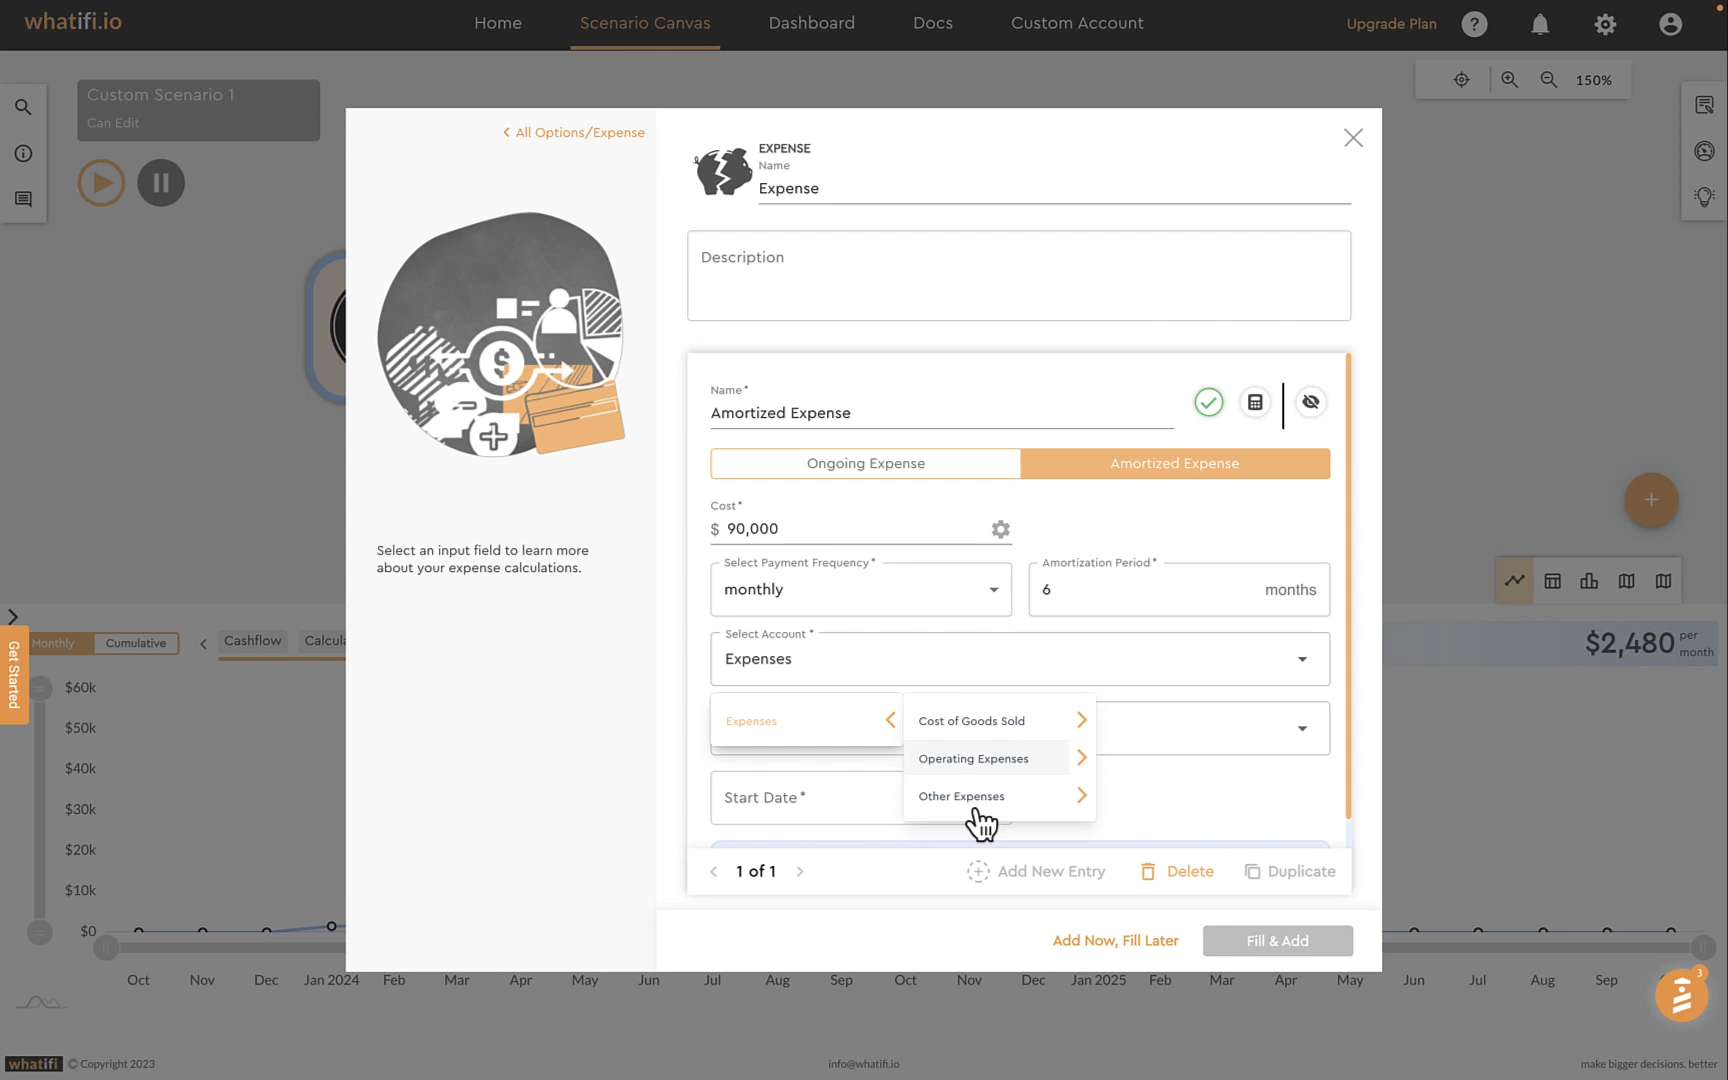 whatifi.io
Home
Scenario Canvas
Dashboard
Docs
Custom Account
Upgrade Plan
?
Custom Scenario 1
Can Edit
150%
< All Options/Expense
EXPENSE
Name
Expense
Description
Name*
Amortized Expense
Ongoing Expense
Amortized Expense
Cost*
$ 90,000
Select Payment Frequency*
monthly
Amortization Period*
6 months
Select Account *
Expenses
Expenses
Cost of Goods Sold
Operating Expenses
Other Expenses
Start Date*
1 of 1
Add New Entry
Delete
Duplicate
Add Now, Fill Later
Fill & Add
Select an input field to learn more
about your expense calculations.
Get Started
Monthly
Cumulative
Cashflow
$2,480 per
month
$60k
$50k
$40k
$30k
$20k
$10k
$0
Oct Nov Dec Jan 2024 Feb Mar Apr May Jun Jul Aug Sep Oct Nov Dec Jan 2025 Feb Mar Apr May Jun Jul Aug Sep
3
whatifi © Copyright 2023
info@whatifi.io
make bigger decisions. better